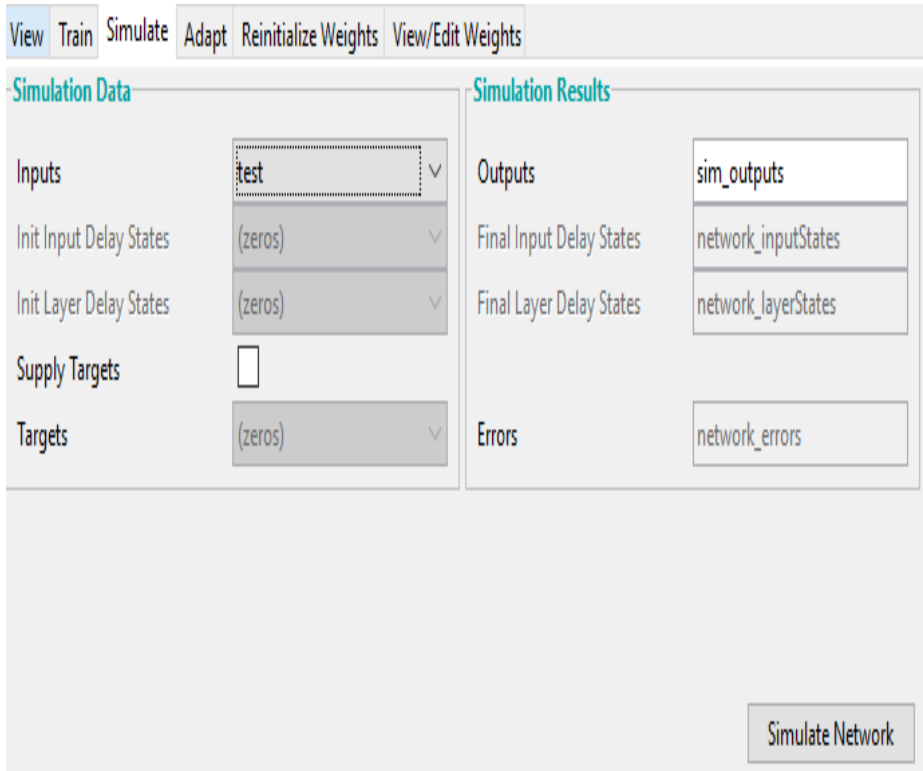 View Train Simulate Adapt Reinitialize Weights View/Edit Weights
Simulation Data
Inputs test
Init Input Delay States (zeros)
Init Layer Delay States (zeros)
Supply Targets
Targets (zeros)
Simulation Results
Outputs sim_outputs
Final Input Delay States network_inputStates
Final Layer Delay States network_layerStates
Errors network_errors
Simulate Network